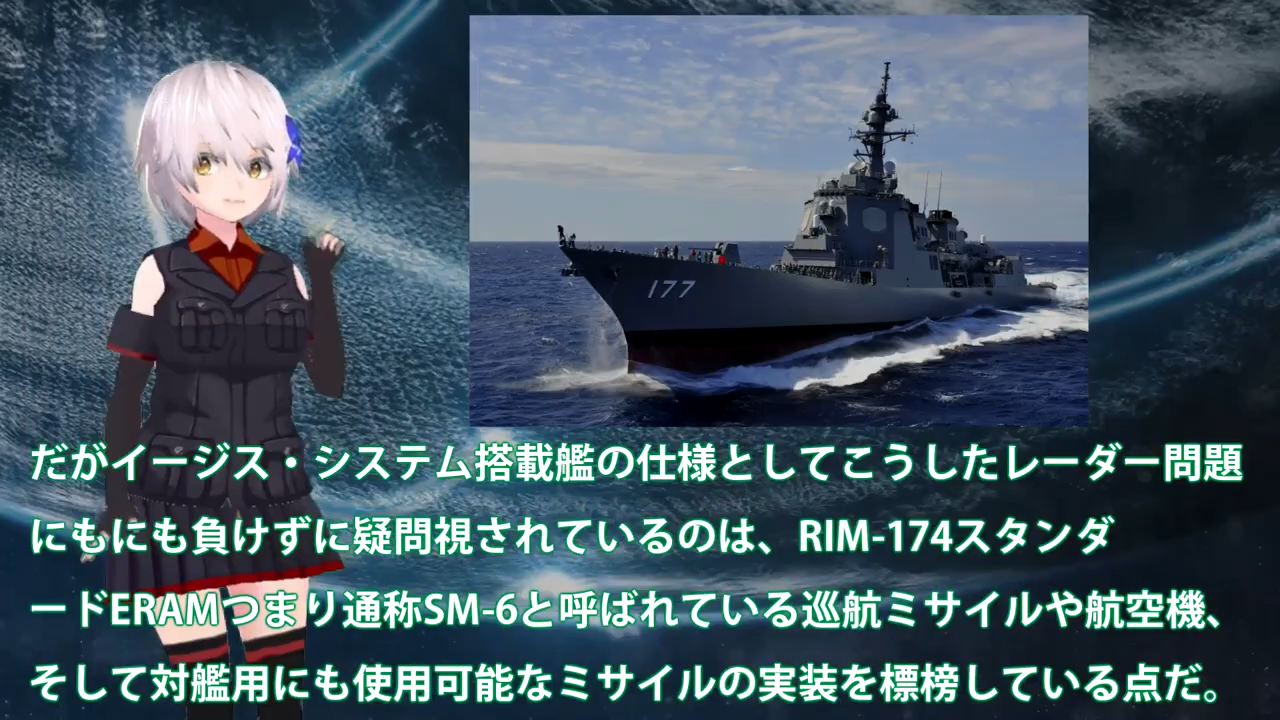 177
だがイージス・システム搭載艦の仕様としてこうしたレーダー問題
にもにも負けずに疑問視されているのは、RIM-174スタンダ
ードERAMつまり通称SM-6と呼ばれている巡航ミサイルや航空機、
そして対艦用にも使用可能なミサイルの実装を標榜している点だ。